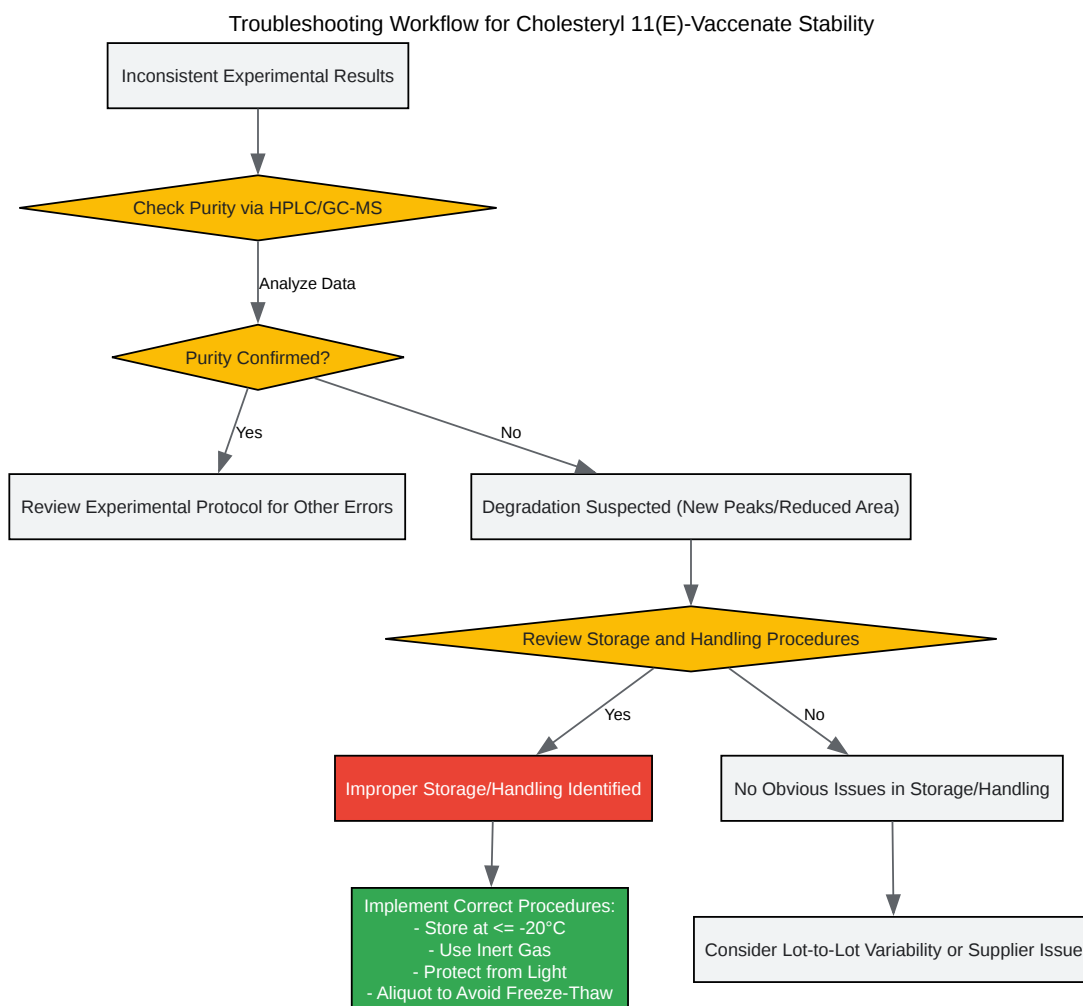 Troubleshooting Workflow for Cholesteryl 11(E)-Vaccenate Stability
Inconsistent Experimental Results
Check Purity via HPLC/GC-MS
Analyze Data
Purity Confirmed?
Yes
No
Review Experimental Protocol for Other Errors
Degradation Suspected (New Peaks/Reduced Area)
Review Storage and Handling Procedures
Yes
No
Improper Storage/Handling Identified
No Obvious Issues in Storage/Handling
Implement Correct Procedures:
- Store at <= -20°C
- Use Inert Gas
- Protect from Light
- Aliquot to Avoid Freeze-Thaw
Consider Lot-to-Lot Variability or Supplier Issue